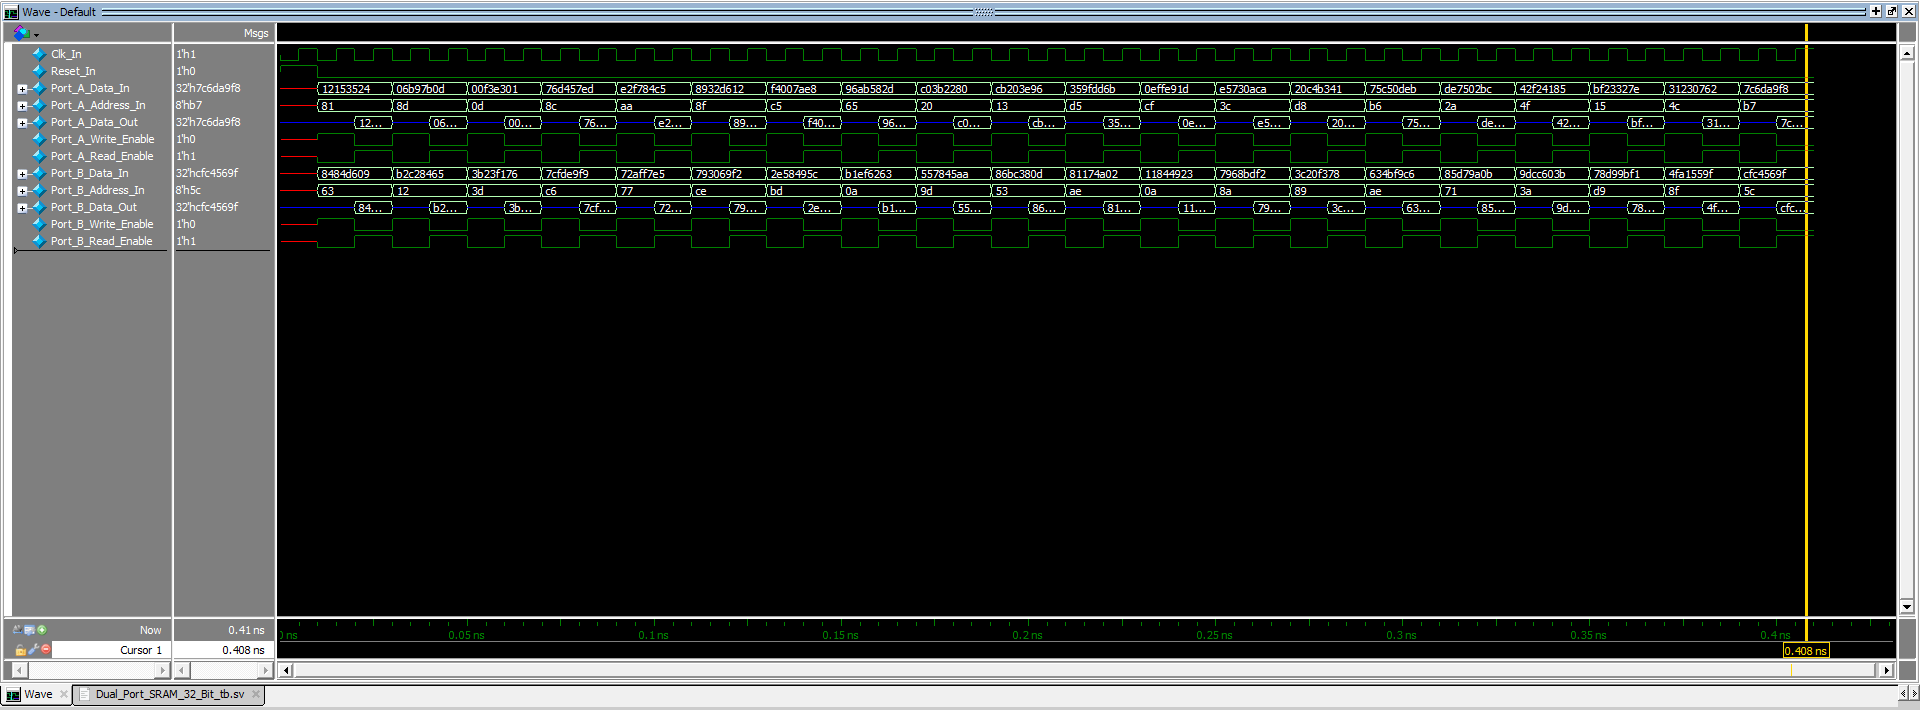 Wave - Default
Msgs
Clk_In 1'h1
Reset_In 1'h0
Port_A_Data_In 32'h7c6da9f8 12153524 06b97b0d 00f3e301 76d457ed e2f784c5 8932d612 f4007ae8 96ab582d c03b2280 cb203e96 359fdd6b 0effe91d e5730aca 20c4b341 75c50deb de7502bc 42f24185 bf23327e 31230762 7c6da9f8
Port_A_Address_In 8'hb7 81 8d 0d 8c aa 8f c5 65 20 13 d5 cf 3c d8 b6 2a 4f 15 4c b7
Port_A_Data_Out 32'h7c6da9f8 12... 06... 00... 76... e2... 89... f40... 96... c0... cb... 35... 0e... e5... 20... 75... de... 42... bf... 31... 7c...
Port_A_Write_Enable 1'h0
Port_A_Read_Enable 1'h1
Port_B_Data_In 32'hcfc4569f 8484d609 b2c28465 3b23f176 7cfde9f9 72aff7e5 793069f2 2e58495c b1ef6263 557845aa 86bc380d 81174a02 11844923 7968bdf2 3c20f378 634bf9c6 85d79a0b 9dcc603b 78d99bf1 4fa1559f cfc4569f
Port_B_Address_In 8'h5c 63 12 3d c6 77 ce bd 0a 9d 53 ae 0a 8a 89 ae 71 3a d9 8f 5c
Port_B_Data_Out 32'hcfc4569f 84... b2... 3b... 7cf... 72... 79... 2e... b1... 55... 86... 81... 11... 79... 3c... 63... 85... 9d... 78... 4f... cfc...
Port_B_Write_Enable 1'h0
Port_B_Read_Enable 1'h1
Now 0.41 ns ns 0.05 ns 0.1 ns 0.15 ns 0.2 ns 0.25 ns 0.3 ns 0.35 ns 0.4 ns
Cursor 1 0.408 ns 0.408 ns
Wave Dual_Port_SRAM_32_Bit_tb.sv